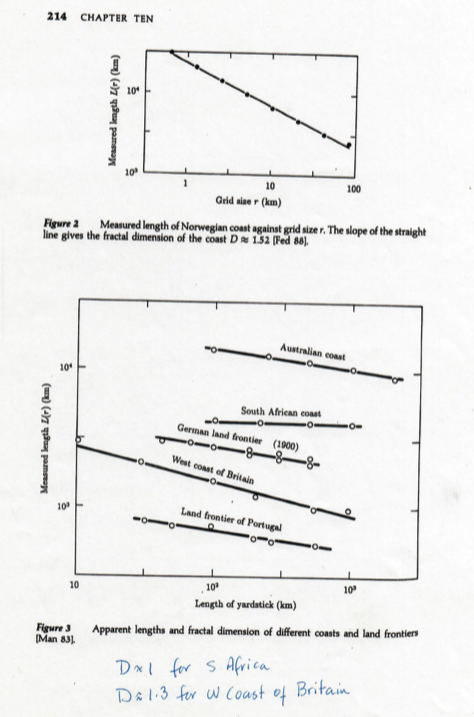 214 CHAPTER TEN
Measured length L(r) (km)
10⁴
10³
1 10 100
Grid size r (km)
Figure 2 Measured length of Norwegian coast against grid size r. The slope of the straight
line gives the fractal dimension of the coast D ≈ 1.52 [Fed 88].
Measured length L(r) (km)
10⁴
10³
Australian coast
South African coast
German land frontier (1900)
West coast of Britain
Land frontier of Portugal
10 10² 10³
Length of yardstick (km)
Figure 3 Apparent lengths and fractal dimension of different coasts and land frontiers
[Man 83].
D≈1 for S Africa
D≈1.3 for W Coast of Britain